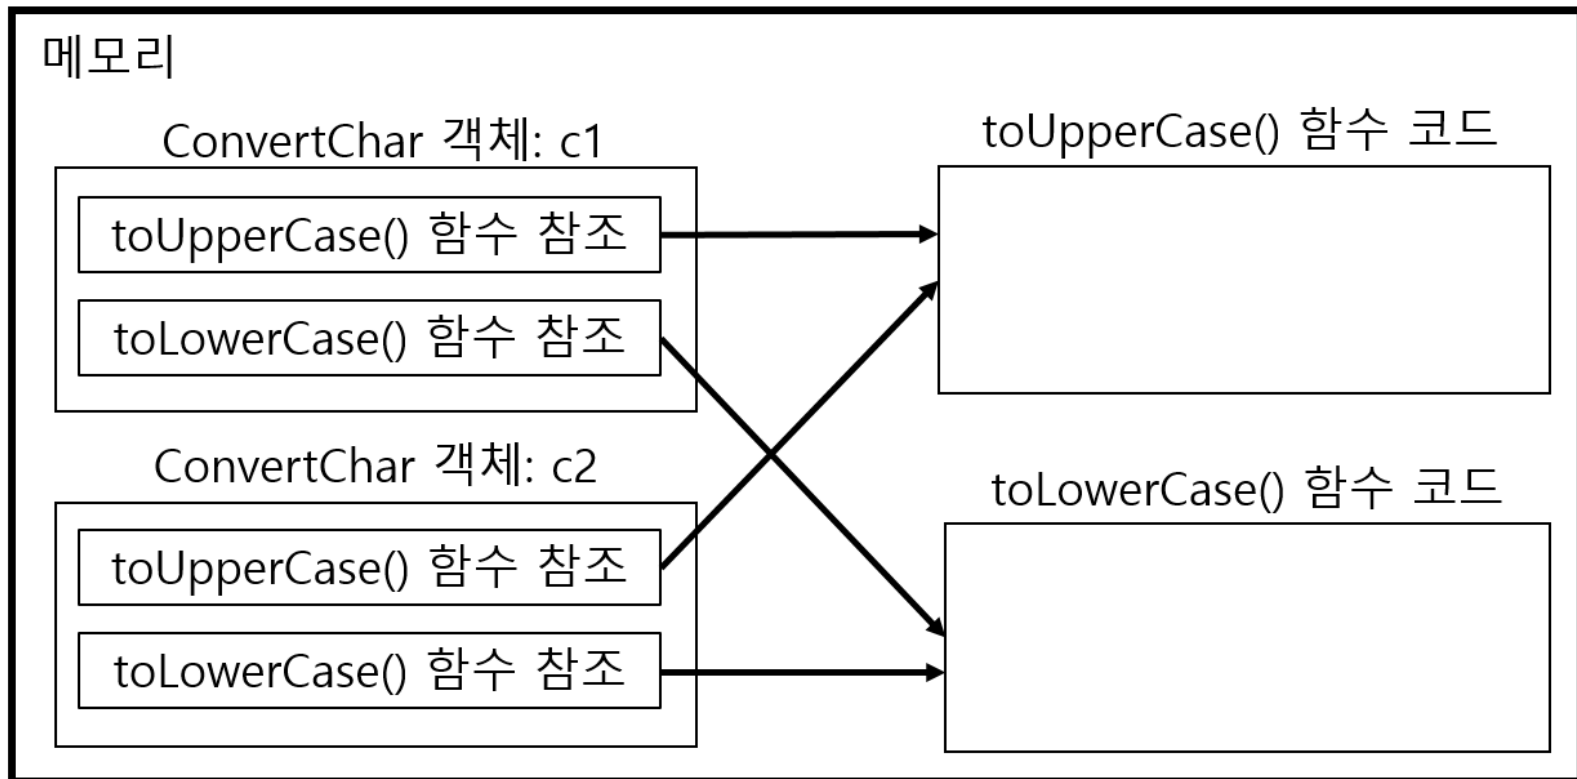 메모리
ConvertChar 객체: c1
toUpperCase() 함수 참조
toLowerCase() 함수 참조
ConvertChar 객체: c2
toUpperCase() 함수 참조
toLowerCase() 함수 참조
toUpperCase() 함수 코드
toLowerCase() 함수 코드